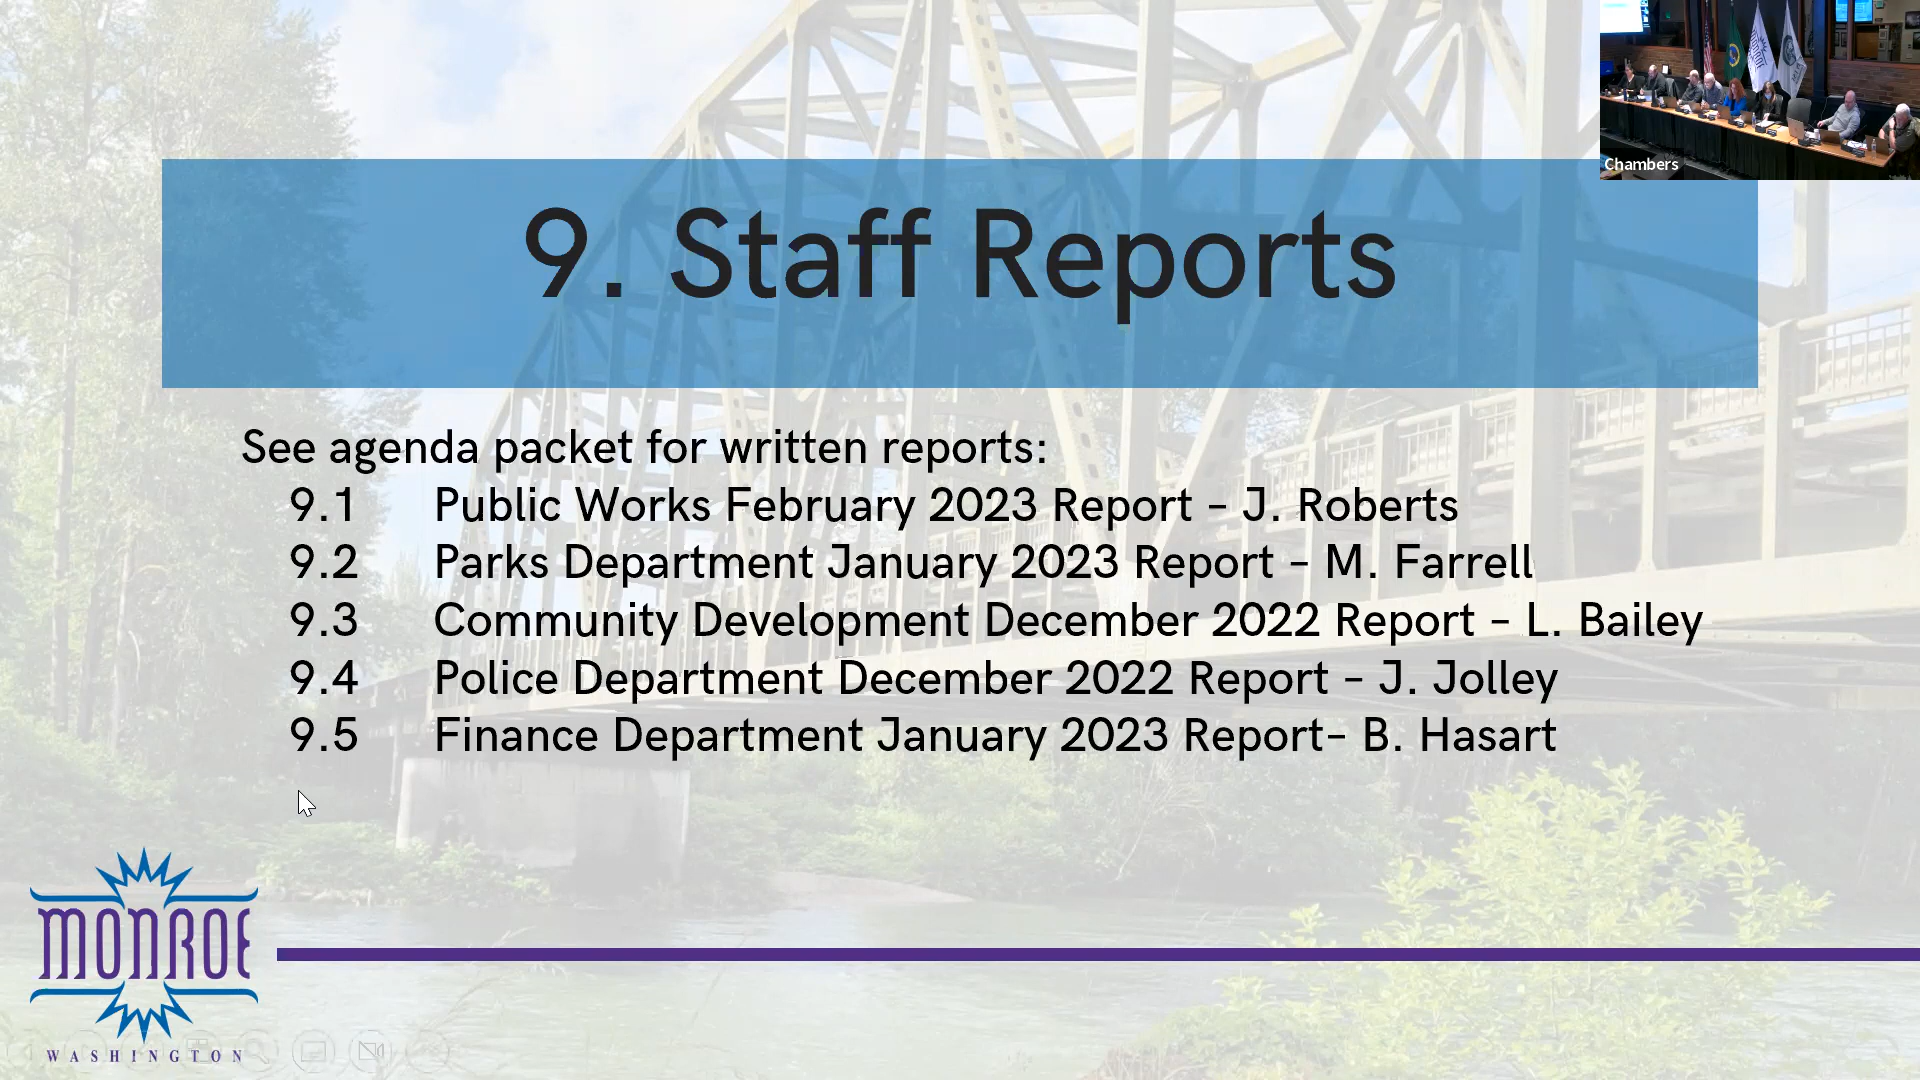 Chambers
9. Staff Reports
See agenda packet for written reports:
9.1 Public Works February 2023 Report – J. Roberts
9.2 Parks Department January 2023 Report – M. Farrell
9.3 Community Development December 2022 Report – L. Bailey
9.4 Police Department December 2022 Report – J. Jolley
9.5 Finance Department January 2023 Report– B. Hasart
MONROE
WASHINGTON